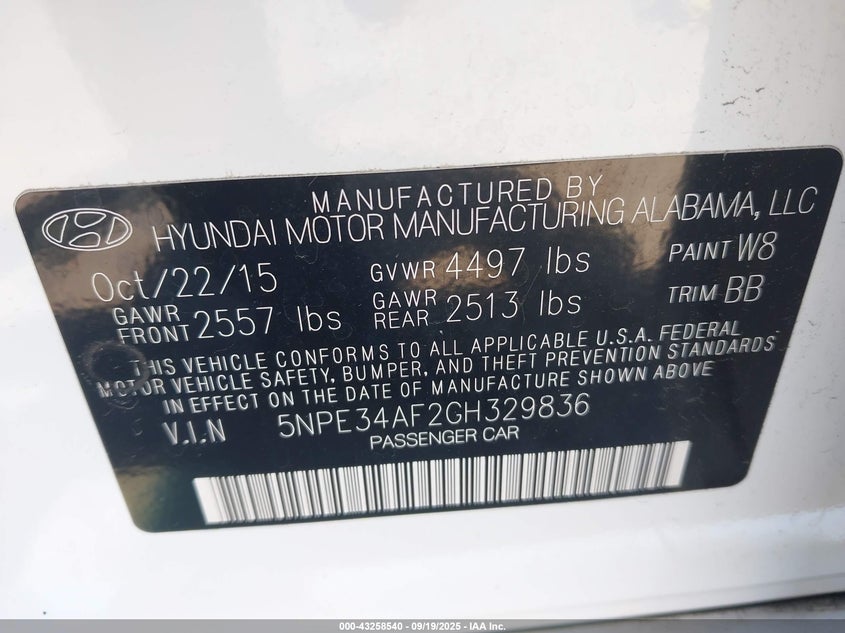 MANUFACTURED BY
HYUNDAI MOTOR MANUFACTURING ALABAMA, LLC
Oct/22/15 GVWR 4497 lbs PAINT W8
GAWR FRONT 2557 lbs GAWR REAR 2513 lbs TRIM BB
THIS VEHICLE CONFORMS TO ALL APPLICABLE U.S.A. FEDERAL
MOTOR VEHICLE SAFETY, BUMPER, AND THEFT PREVENTION STANDARDS
IN EFFECT ON THE DATE OF MANUFACTURE SHOWN ABOVE
V.I.N 5NPE34AF2GH329836
PASSENGER CAR
000-43258540 - 09/19/2025 - IAA Inc.